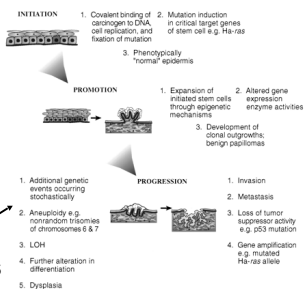 INITIATION
1. Covalent binding of
carcinogen to DNA,
cell replication, and
fixation of mutation
2. Mutation induction
in critical target genes
of stem cell e.g. Ha-ras
3. Phenotypically
"normal" epidermis
PROMOTION
1. Expansion of
initiated stem cells
through epigenetic
mechanisms
2. Altered gene
expression
enzyme activities
3. Development of
clonal outgrowths;
benign papillomas
1. Additional genetic
events occurring
stochastically
2. Aneuploidy e.g.
nonrandom trisomies
of chromosomes 6 & 7
3. LOH
4. Further alteration in
differentiation
5. Dysplasia
PROGRESSION
1. Invasion
2. Metastasis
3. Loss of tumor
suppressor activity
e.g. p53 mutation
4. Gene amplification
e.g. mutated
Ha-ras allele